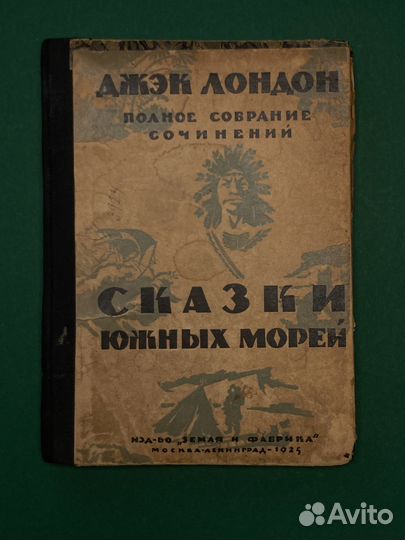 ДЖЭК ЛОНДОН
ПОЛНОЕ СОБРАНИЕ
СОЧИНЕНИЙ
СКАЗКИ
ЮЖНЫХ МОРЕЙ
ИЗД-ВО „ЗЕМЛЯ И ФАБРИКА"
МОСКВА-ЛЕНИНГРАД-1925
Avito